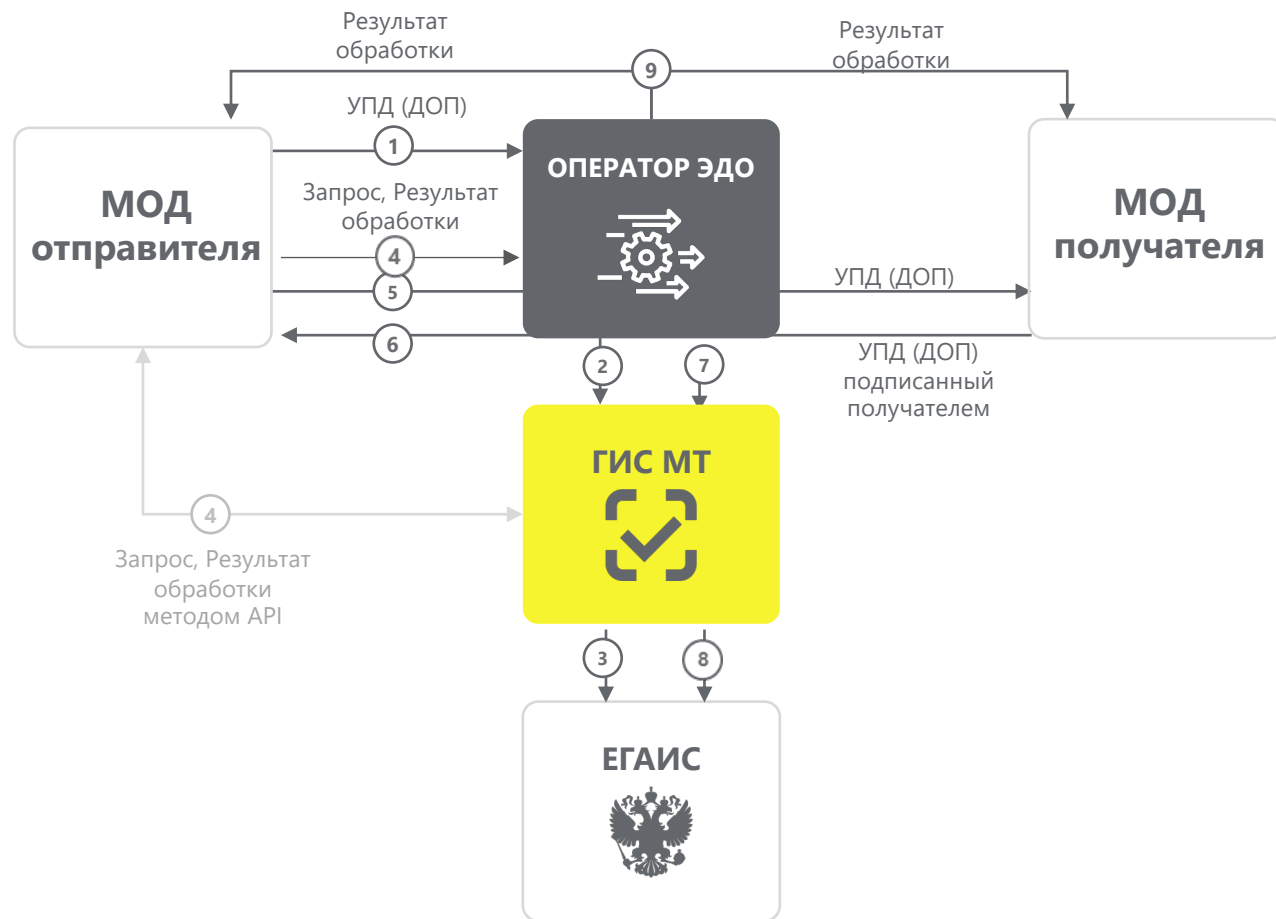 Результат
обработки
9
Результат
обработки
УПД (ДОП)
1
МОД
отправителя
Запрос, Результат
обработки
4
5
6
ОПЕРАТОР ЭДО
УПД (ДОП)
МОД
получателя
УПД (ДОП)
подписанный
получателем
2
7
ГИС МТ
4
Запрос, Результат
обработки
методом API
3
8
ЕГАИС